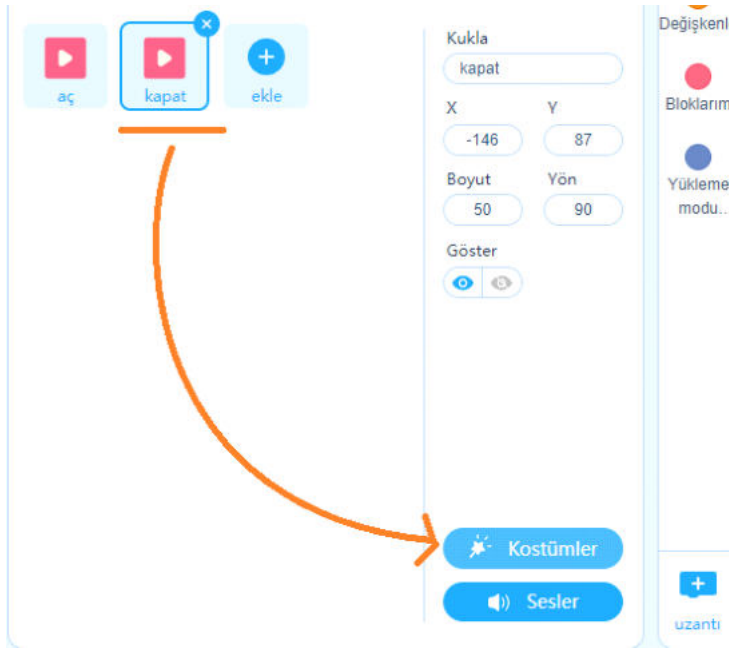 aç
kapat
ekle
Kukla
kapat
X Y
-146 87
Boyut Yön
50 90
Göster
Kostümler
Sesler
Değişkenl
Bloklarım
Yükleme
modu..
uzantı